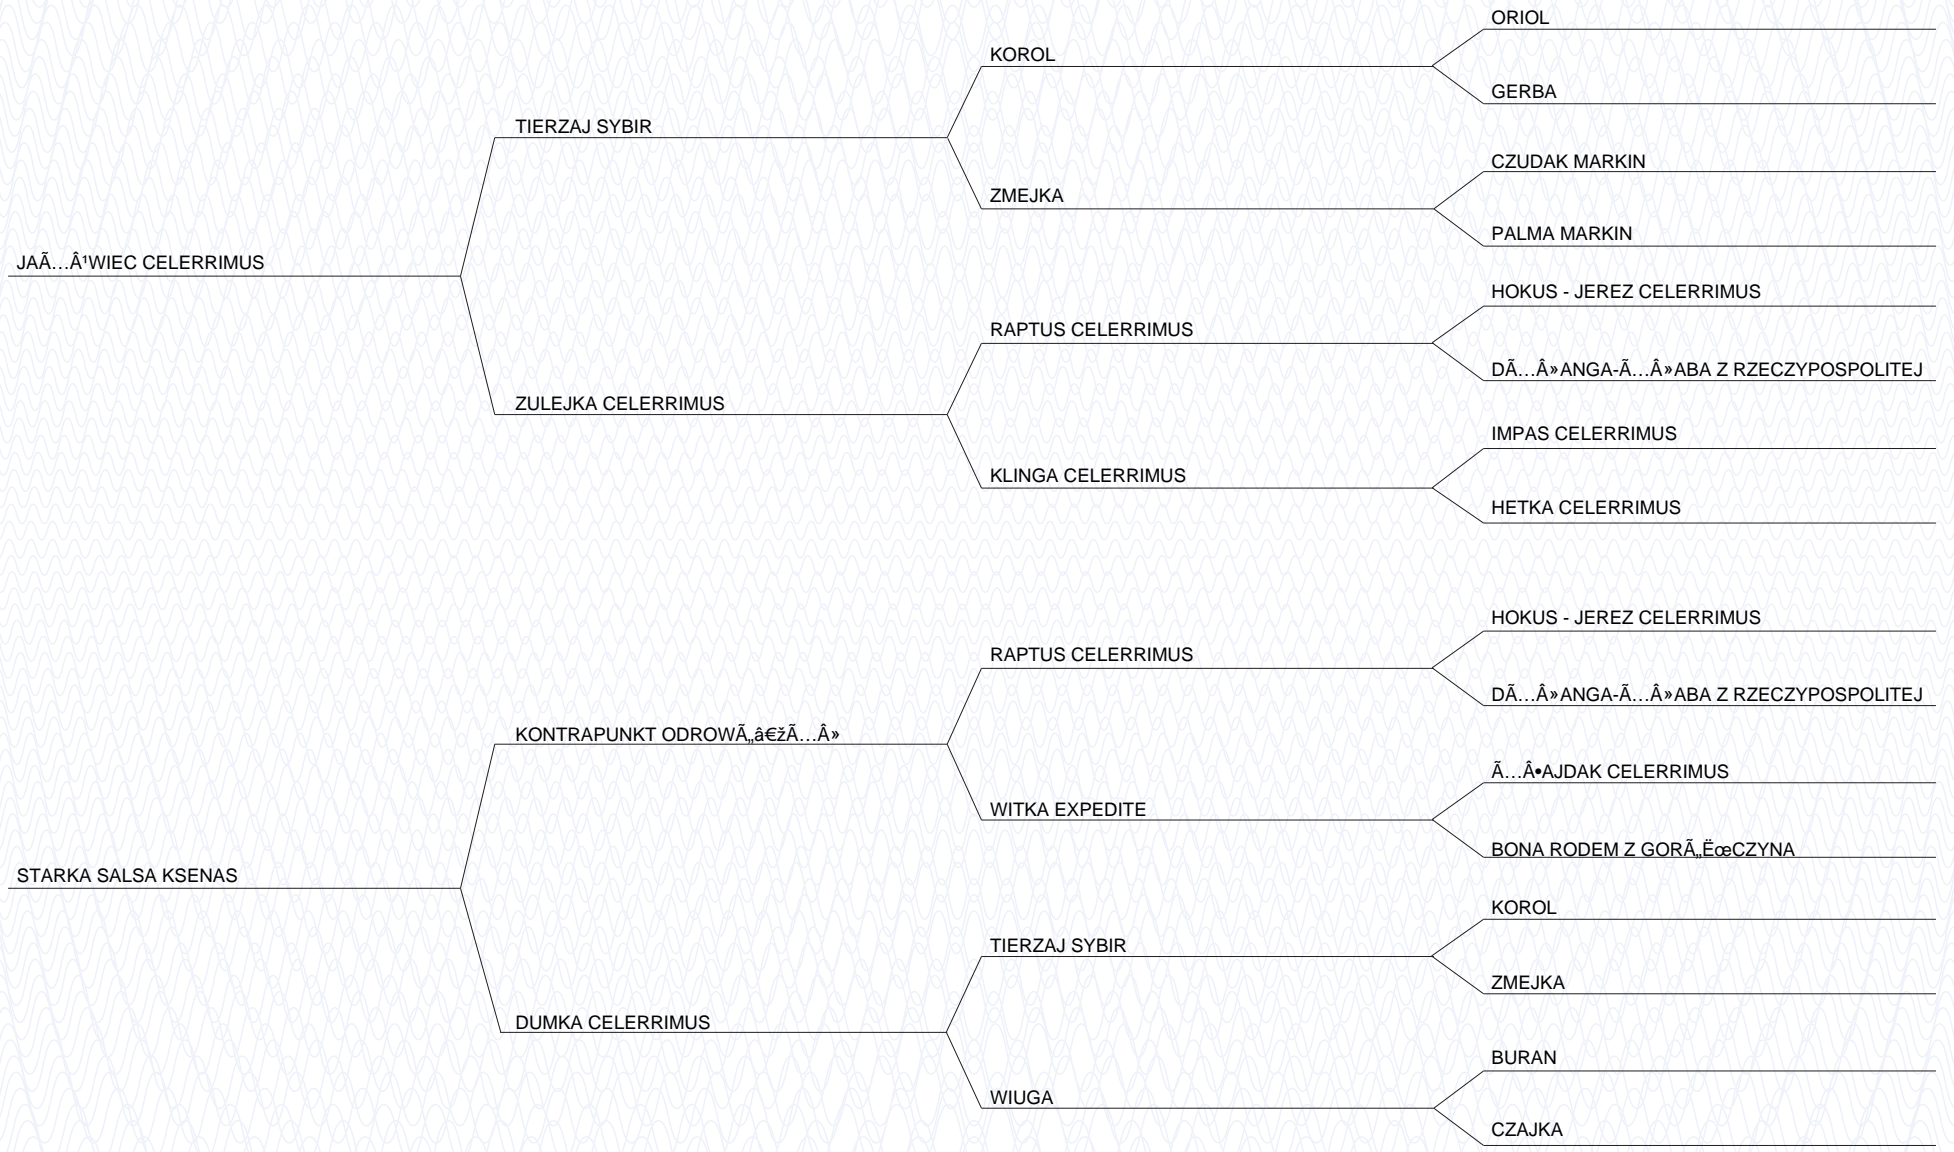 ORIOL
KOROL
GERBA
TIERZAJ SYBIR
CZUDAK MARKIN
ZMEJKA
PALMA MARKIN
JAÃ…Â¹WIEC CELERRIMUS
HOKUS - JEREZ CELERRIMUS
RAPTUS CELERRIMUS
DÃ…Â»ANGA-Ã…Â»ABA Z RZECZYPOSPOLITEJ
ZULEJKA CELERRIMUS
IMPAS CELERRIMUS
KLINGA CELERRIMUS
HETKA CELERRIMUS
HOKUS - JEREZ CELERRIMUS
RAPTUS CELERRIMUS
DÃ…Â»ANGA-Ã…Â»ABA Z RZECZYPOSPOLITEJ
KONTRAPUNKT ODROWÃ„â€žÃ…Â»
Ã…Â•AJDAK CELERRIMUS
WITKA EXPEDITE
BONA RODEM Z GORÃ„ËœCZYNA
STARKA SALSA KSENAS
KOROL
TIERZAJ SYBIR
ZMEJKA
DUMKA CELERRIMUS
BURAN
WIUGA
CZAJKA